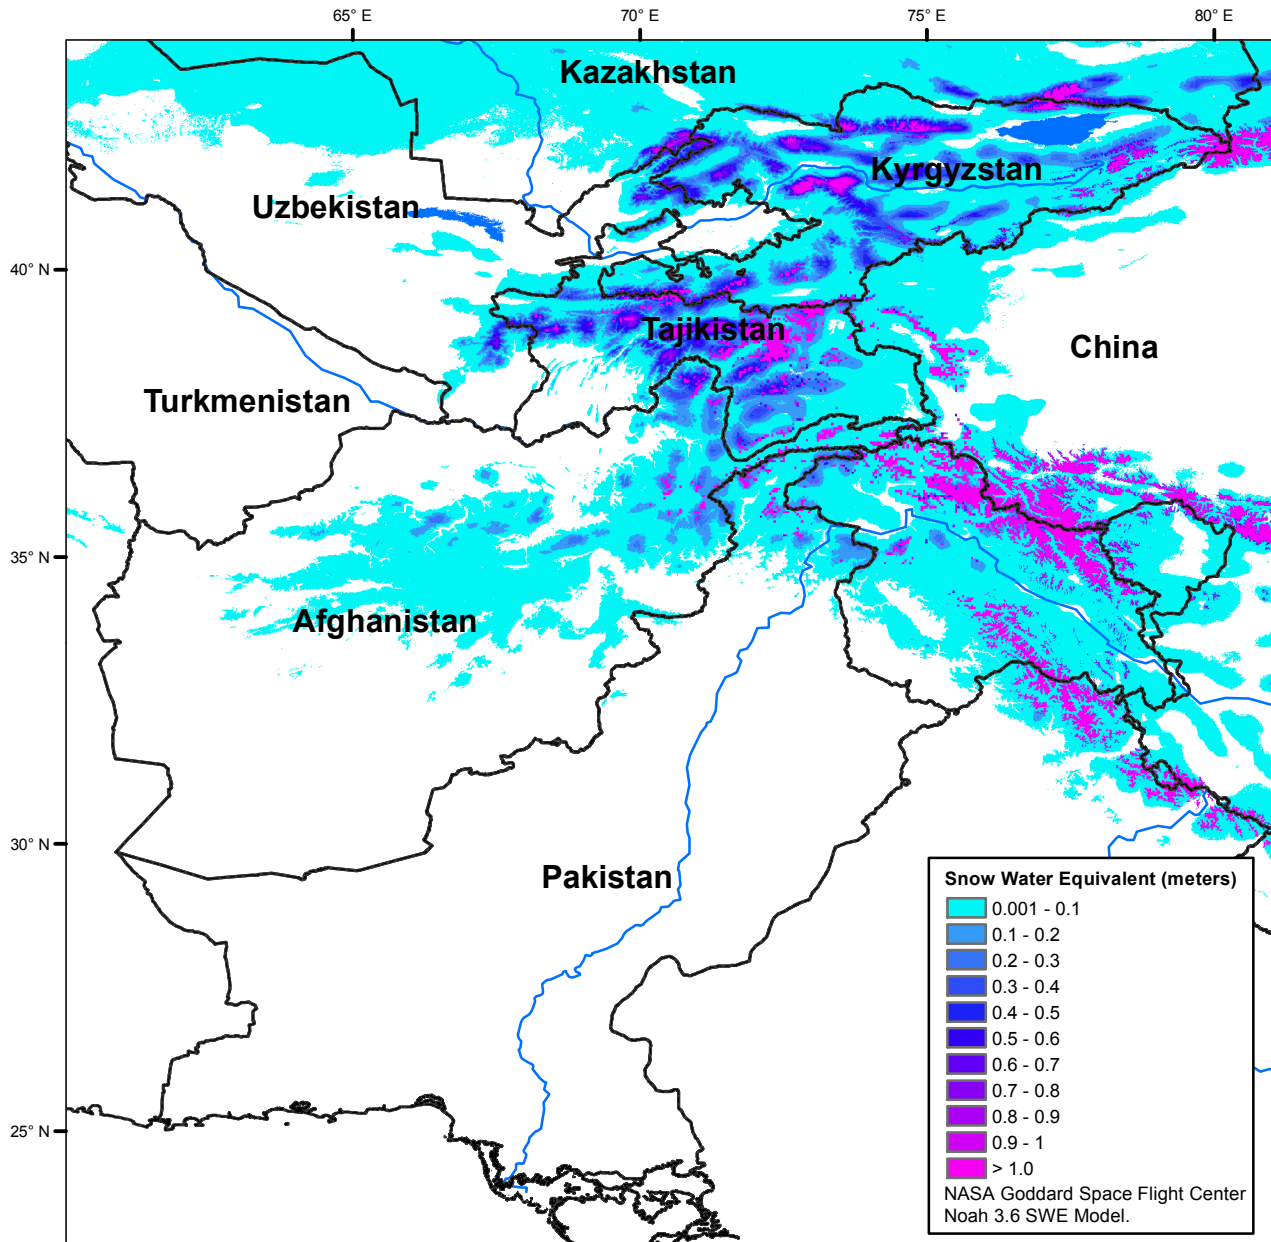 65° E
70° E
75° E
80° E
Kazakhstan
Kyrgyzstan
Uzbekistan
40° N
Tajikistan
China
Turkmenistan
35° N
Afghanistan
30° N
Pakistan
25° N
Snow Water Equivalent (meters)
0.001 - 0.1
0.1 - 0.2
0.2 - 0.3
0.3 - 0.4
0.4 - 0.5
0.5 - 0.6
0.6 - 0.7
0.7 - 0.8
0.8 - 0.9
0.9 - 1
> 1.0
NASA Goddard Space Flight Center
Noah 3.6 SWE Model.